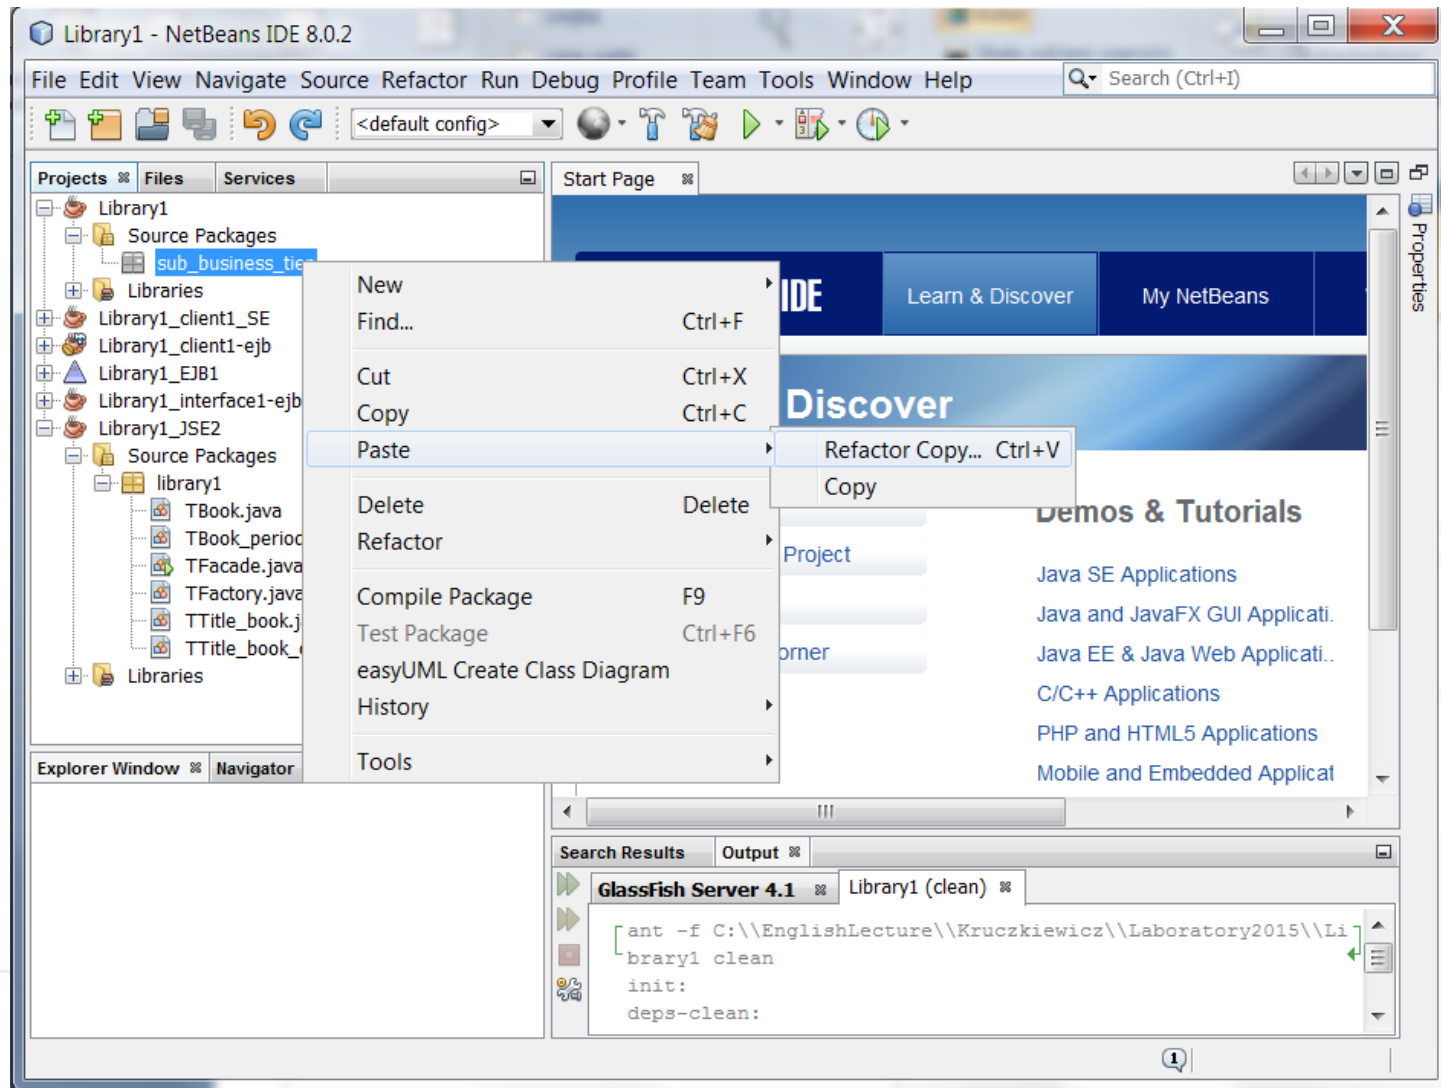 Library1 - NetBeans IDE 8.0.2
File Edit View Navigate Source Refactor Run Debug Profile Team Tools Window Help
Search (Ctrl+I)
<default config>
Projects Files Services
Library1
Source Packages
sub_business_tier
Libraries
Library1_client1_SE
Library1_client1-ejb
Library1_EJB1
Library1_interface1-ejb
Library1_JSE2
Source Packages
library1
TBook.java
TBook_period
TFacade.java
TFactory.java
TTitle_book.j
TTitle_book_
Libraries
New
Find... Ctrl+F
Cut Ctrl+X
Copy Ctrl+C
Paste
Delete Delete
Refactor
Compile Package F9
Test Package Ctrl+F6
easyUML Create Class Diagram
History
Tools
Refactor Copy... Ctrl+V
Copy
Start Page
IDE
Learn & Discover
My NetBeans
Discover
Project
orner
Demos & Tutorials
Java SE Applications
Java and JavaFX GUI Applicati.
Java EE & Java Web Applicati..
C/C++ Applications
PHP and HTML5 Applications
Mobile and Embedded Applicat
Properties
Explorer Window Navigator
Search Results Output
GlassFish Server 4.1 Library1 (clean)
ant -f C:\\EnglishLecture\\Kruczkiewicz\\Laboratory2015\\Li
brary1 clean
init:
deps-clean:
1